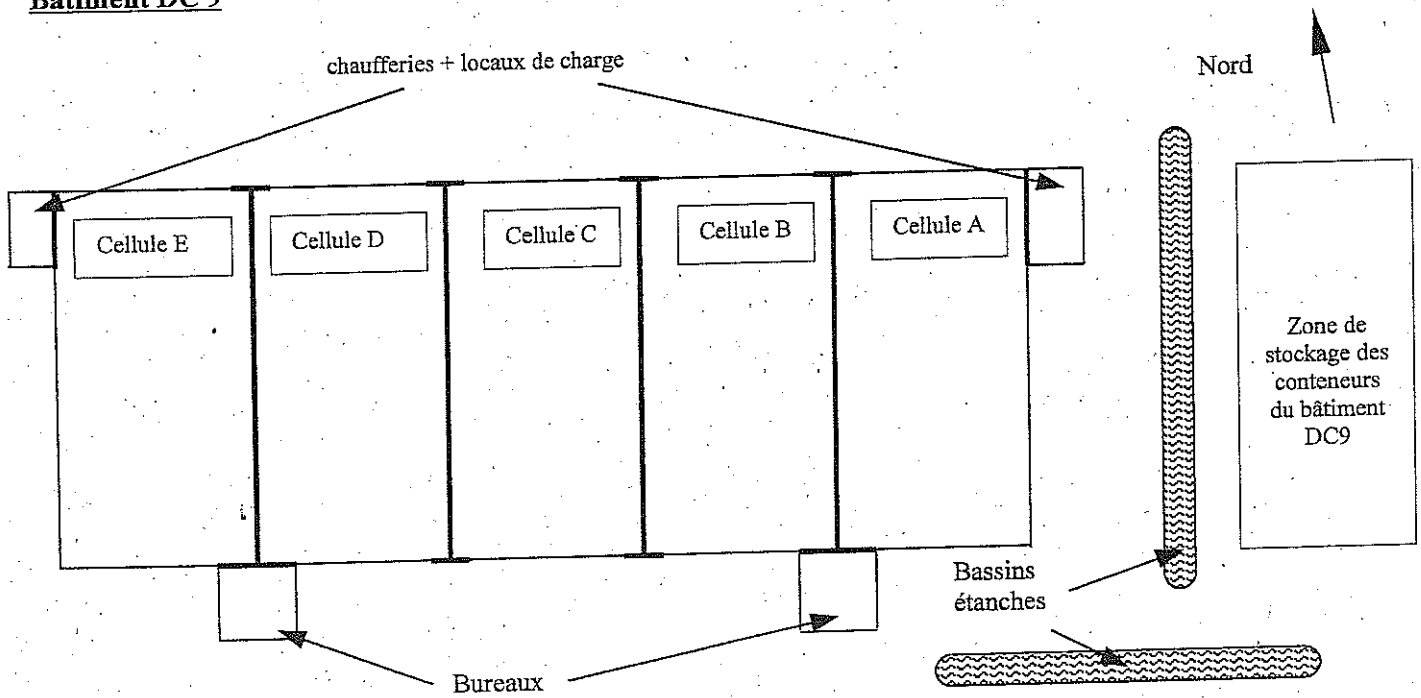 chaufferies + locaux de charge
Nord
Cellule E
Cellule D
Cellule C
Cellule B
Cellule A
Zone de
stockage des
conteneurs
du bâtiment
DC9
Bassins
étanches
Bureaux